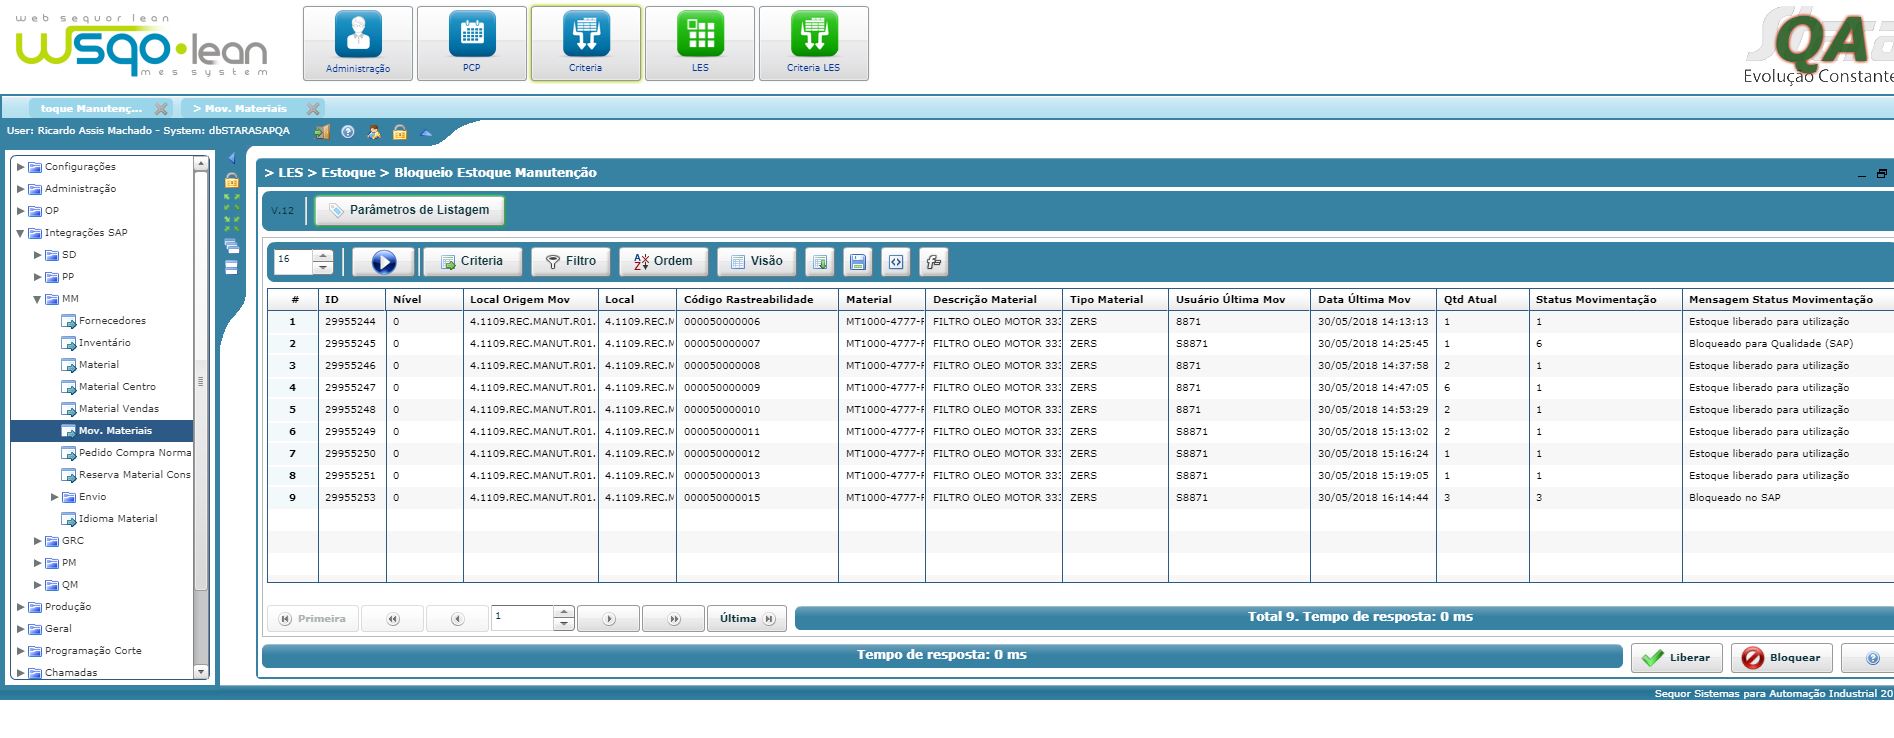 web sequor lean
wsqo•lean
mes system
Administração
PCP
Criteria
LES
Criteria LES
QA
Evolução Constante
toque Manutenç...
> Mov. Materiais
User: Ricardo Assis Machado - System: dbSTARASAPQA
Configurações
Administração
OP
Integrações SAP
SD
PP
MM
Fornecedores
Inventário
Material
Material Centro
Material Vendas
Mov. Materiais
Pedido Compra Norma
Reserva Material Cons
Envio
Idioma Material
GRC
PM
QM
Produção
Geral
Programação Corte
Chamadas
> LES > Estoque > Bloqueio Estoque Manutenção
V.12 Parâmetros de Listagem
16 Criteria Filtro Ordem Visão
# ID Nível Local Origem Mov Local Código Rastreabilidade Material Descrição Material Tipo Material Usuário Última Mov Data Última Mov Qtd Atual Status Movimentação Mensagem Status Movimentação
1 29955244 0 4.1109.REC.MANUT.R01. 4.1109.REC.M 000050000006 MT1000-4777-F FILTRO OLEO MOTOR 333 ZERS 8871 30/05/2018 14:13:13 1 1 Estoque liberado para utilização
2 29955245 0 4.1109.REC.MANUT.R01. 4.1109.REC.M 000050000007 MT1000-4777-F FILTRO OLEO MOTOR 333 ZERS S8871 30/05/2018 14:25:45 1 6 Bloqueado para Qualidade (SAP)
3 29955246 0 4.1109.REC.MANUT.R01. 4.1109.REC.M 000050000008 MT1000-4777-F FILTRO OLEO MOTOR 333 ZERS 8871 30/05/2018 14:37:58 2 1 Estoque liberado para utilização
4 29955247 0 4.1109.REC.MANUT.R01. 4.1109.REC.M 000050000009 MT1000-4777-F FILTRO OLEO MOTOR 333 ZERS 8871 30/05/2018 14:47:05 6 1 Estoque liberado para utilização
5 29955248 0 4.1109.REC.MANUT.R01. 4.1109.REC.M 000050000010 MT1000-4777-F FILTRO OLEO MOTOR 333 ZERS 8871 30/05/2018 14:53:29 2 1 Estoque liberado para utilização
6 29955249 0 4.1109.REC.MANUT.R01. 4.1109.REC.M 000050000011 MT1000-4777-F FILTRO OLEO MOTOR 333 ZERS S8871 30/05/2018 15:13:02 2 1 Estoque liberado para utilização
7 29955250 0 4.1109.REC.MANUT.R01. 4.1109.REC.M 000050000012 MT1000-4777-F FILTRO OLEO MOTOR 333 ZERS S8871 30/05/2018 15:16:24 1 1 Estoque liberado para utilização
8 29955251 0 4.1109.REC.MANUT.R01. 4.1109.REC.M 000050000013 MT1000-4777-F FILTRO OLEO MOTOR 333 ZERS S8871 30/05/2018 15:19:05 1 1 Estoque liberado para utilização
9 29955253 0 4.1109.REC.MANUT.R01. 4.1109.REC.M 000050000015 MT1000-4777-F FILTRO OLEO MOTOR 333 ZERS S8871 30/05/2018 16:14:44 3 3 Bloqueado no SAP
Primeira 1 Última Total 9. Tempo de resposta: 0 ms
Tempo de resposta: 0 ms Liberar Bloquear
Sequor Sistemas para Automação Industrial 20